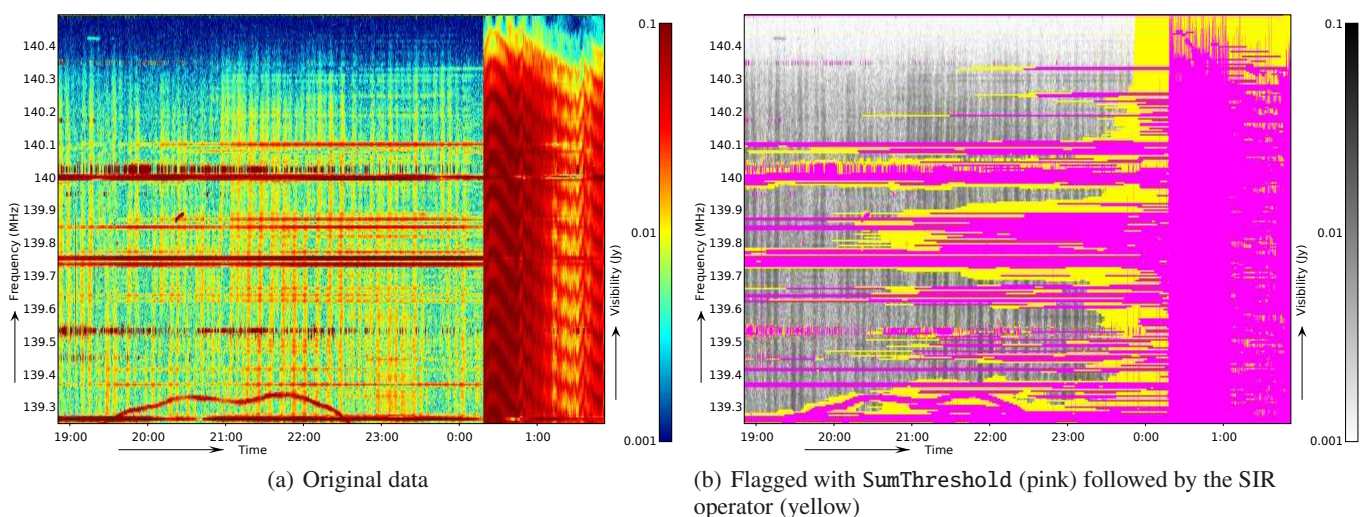 140.4
140.3
140.2
140.1
140
139.9
139.8
139.7
139.6
139.5
139.4
139.3
Frequency (MHz)
19:00 20:00 21:00 22:00 23:00 0:00 1:00
Time
0.1
0.01
0.001
Visibility (Jy)
(a) Original data
140.4
140.3
140.2
140.1
140
139.9
139.8
139.7
139.6
139.5
139.4
139.3
Frequency (MHz)
19:00 20:00 21:00 22:00 23:00 0:00 1:00
Time
0.1
0.01
0.001
Visibility (Jy)
(b) Flagged with SumThreshold (pink) followed by the SIR
operator (yellow)